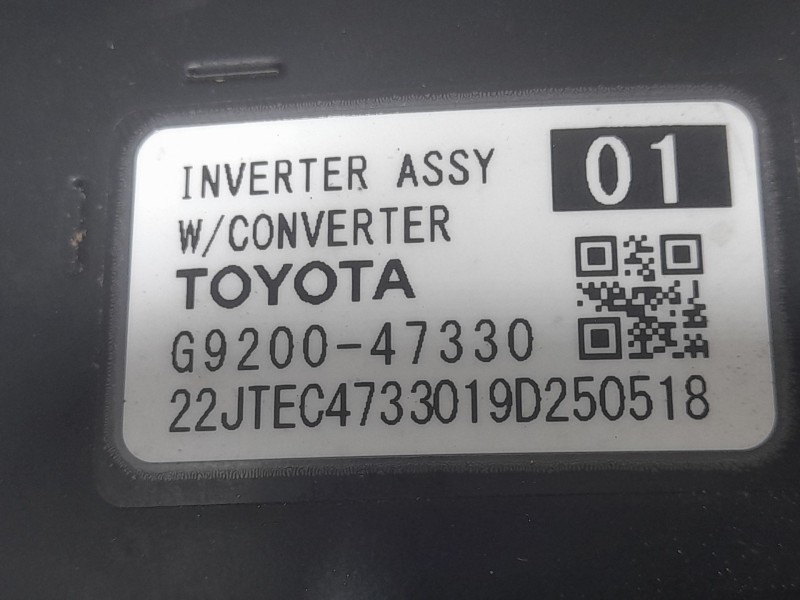 INVERTER ASSY 01
W/CONVERTER
TOYOTA
G9200-47330
22JTEC4733019D250518